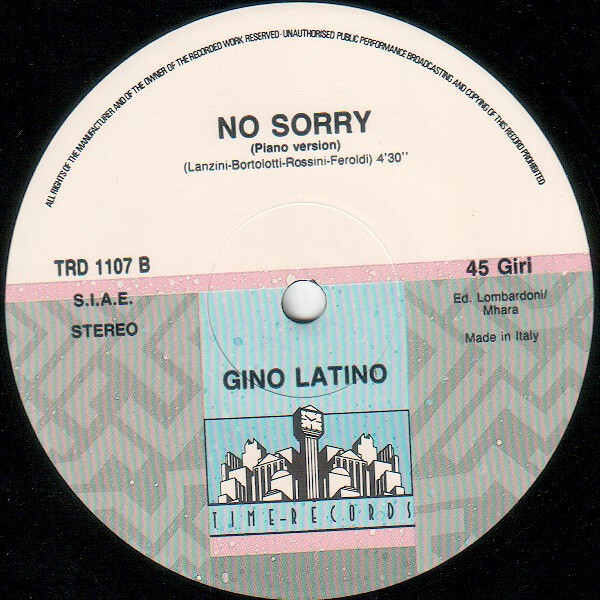 ALL RIGHTS OF THE MANUFACTURER AND OF THE OWNER OF THE RECORDED WORK RESERVED - UNAUTHORISED PUBLIC PERFORMANCE BROADCASTING AND COPYING OF THIS RECORD PROHIBITED
NO SORRY
(Piano version)
(Lanzini-Bortolotti-Rossini-Feroldi) 4'30''
TRD 1107 B
45 Giri
S.I.A.E.
STEREO
Ed. Lombardoni/
Mhara
Made in Italy
GINO LATINO
TIME-RECORDS